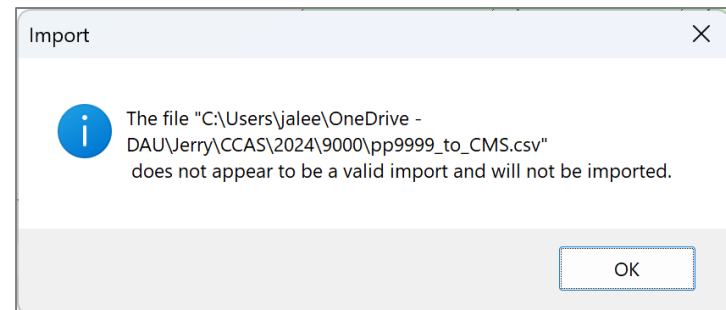 Import
The file "C:\Users\jalee\OneDrive -
DAU\Jerry\CCAS\2024\9000\pp9999_to_CMS.csv"
does not appear to be a valid import and will not be imported.
OK